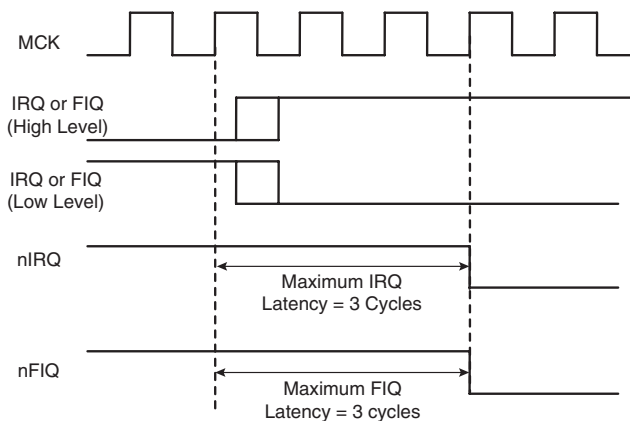 MCK
IRQ or FIQ
(High Level)
IRQ or FIQ
(Low Level)
nIRQ
Maximum IRQ
Latency = 3 Cycles
nFIQ
Maximum FIQ
Latency = 3 cycles